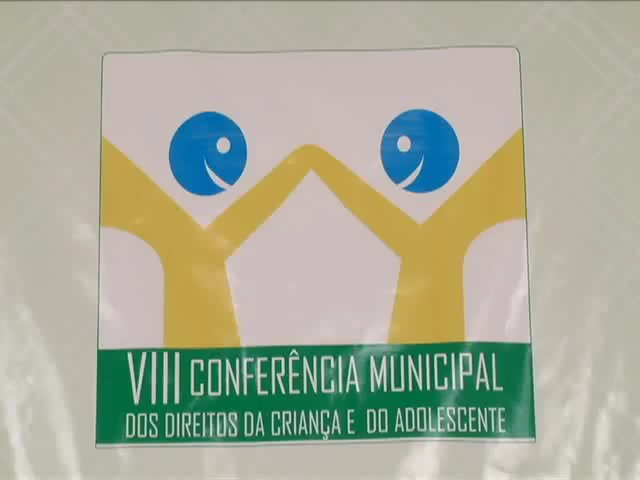 VIII CONFERÊNCIA MUNICIPAL
DOS DIREITOS DA CRIANÇA E DO ADOLESCENTE